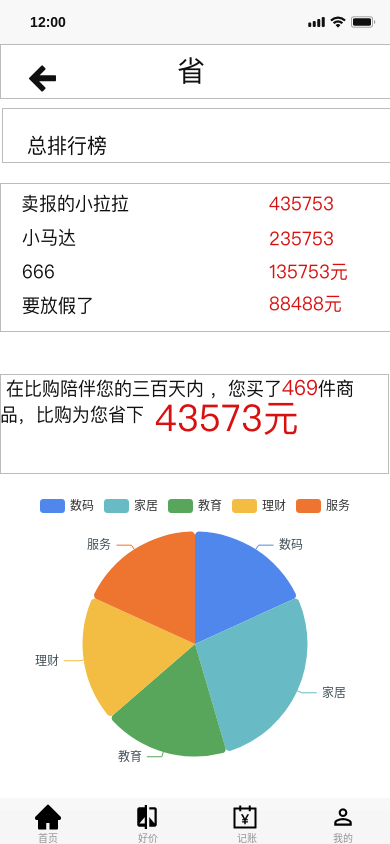 12:00
省
总排行榜
卖报的小拉拉 435753
小马达 235753
666 135753元
要放假了 88488元
在比购陪伴您的三百天内，您买了469件商
品，比购为您省下 43573元
数码 家居 教育 理财 服务
服务 数码
理财
家居
教育
首页 好价 记账 我的